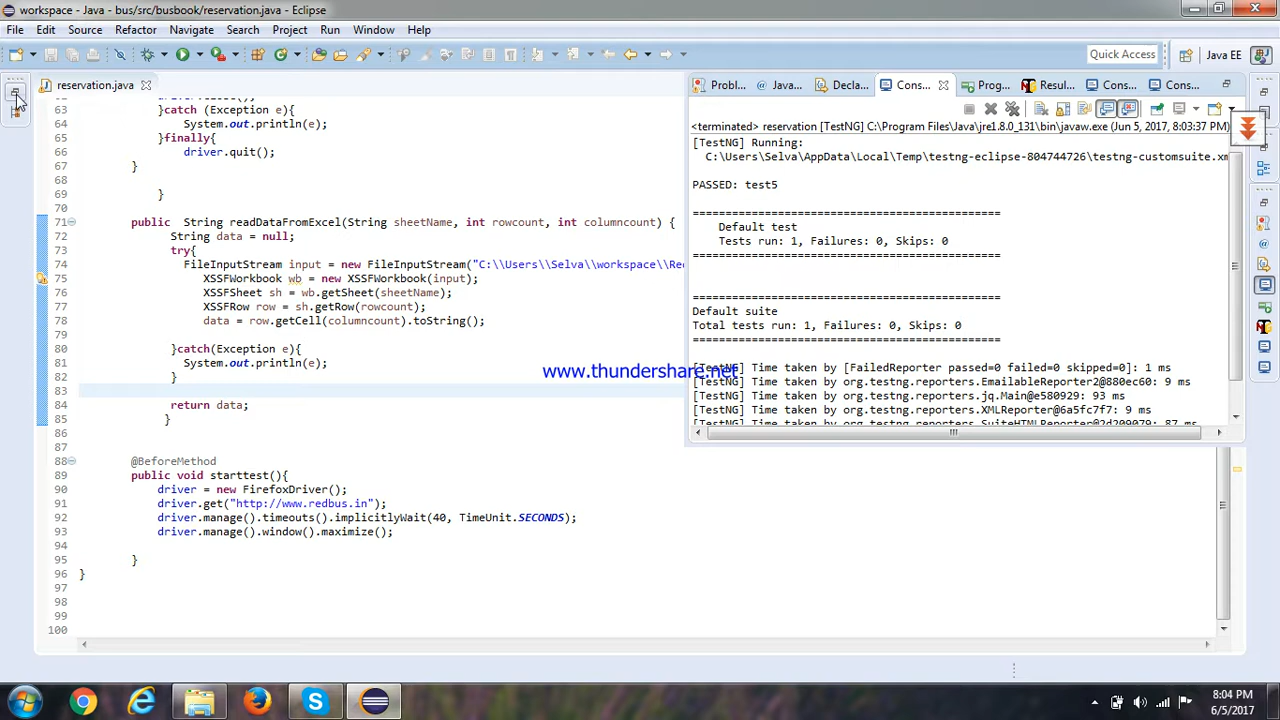 workspace - Java - bus/src/busbook/reservation.java - Eclipse
File Edit Source Refactor Navigate Search Project Run Window Help
Quick Access Java EE
reservation.java
Probl... Java... Decla... Cons... Prog... Resul... Cons... Cons...
<terminated> reservation [TestNG] C:\Program Files\Java\jre1.8.0_131\bin\javaw.exe (Jun 5, 2017, 8:03:37 PM)
[TestNG] Running:
C:\Users\Selva\AppData\Local\Temp\testng-eclipse-804744726\testng-customsuite.xm
PASSED: test5
===============================================
Default test
Tests run: 1, Failures: 0, Skips: 0
===============================================
===============================================
Default suite
Total tests run: 1, Failures: 0, Skips: 0
===============================================
[TestNG] Time taken by [FailedReporter passed=0 failed=0 skipped=0]: 1 ms
[TestNG] Time taken by org.testng.reporters.EmailableReporter2@880ec60: 9 ms
[TestNG] Time taken by org.testng.reporters.jq.Main@e580929: 93 ms
[TestNG] Time taken by org.testng.reporters.XMLReporter@6a5fc7f7: 9 ms
[TestNG] Time taken by org.testng.reporters.SuiteHTMLReporter@2d209079: 87 ms
63 }catch (Exception e){
64 System.out.println(e);
65 }finally{
66 driver.quit();
67 }
68
69 }
70
71 public String readDataFromExcel(String sheetName, int rowcount, int columncount) {
72 String data = null;
73 try{
74 FileInputStream input = new FileInputStream("C:\\Users\\Selva\\workspace\\Re
75 XSSFWorkbook wb = new XSSFWorkbook(input);
76 XSSFSheet sh = wb.getSheet(sheetName);
77 XSSFRow row = sh.getRow(rowcount);
78 data = row.getCell(columncount).toString();
79
80 }catch(Exception e){
81 System.out.println(e);
82 }
83
84 return data;
85 }
86
87
88 @BeforeMethod
89 public void starttest(){
90 driver = new FirefoxDriver();
91 driver.get("http://www.redbus.in");
92 driver.manage().timeouts().implicitlyWait(40, TimeUnit.SECONDS);
93 driver.manage().window().maximize();
94
95 }
96 }
97
98
99
100
www.thundershare.net
8:04 PM
6/5/2017